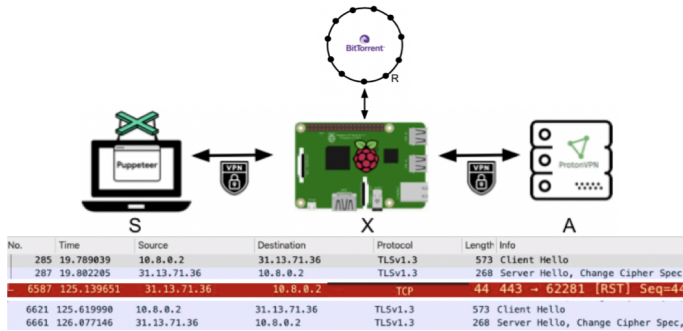 BitTorrent
R
Puppeteer
VPN
VPN
ProtonVPN
S X A
No. Time Source Destination Protocol Length Info
285 19.789039 10.8.0.2 31.13.71.36 TLSv1.3 573 Client Hello
287 19.802205 31.13.71.36 10.8.0.2 TLSv1.3 268 Server Hello, Change Cipher Spec
6587 125.139651 31.13.71.36 10.8.0.2 TCP 44 443 → 62281 [RST] Seq=44
6621 125.619990 10.8.0.2 31.13.71.36 TLSv1.3 573 Client Hello
6661 126.077146 31.13.71.36 10.8.0.2 TLSv1.3 268 Server Hello, Change Cipher Spec,